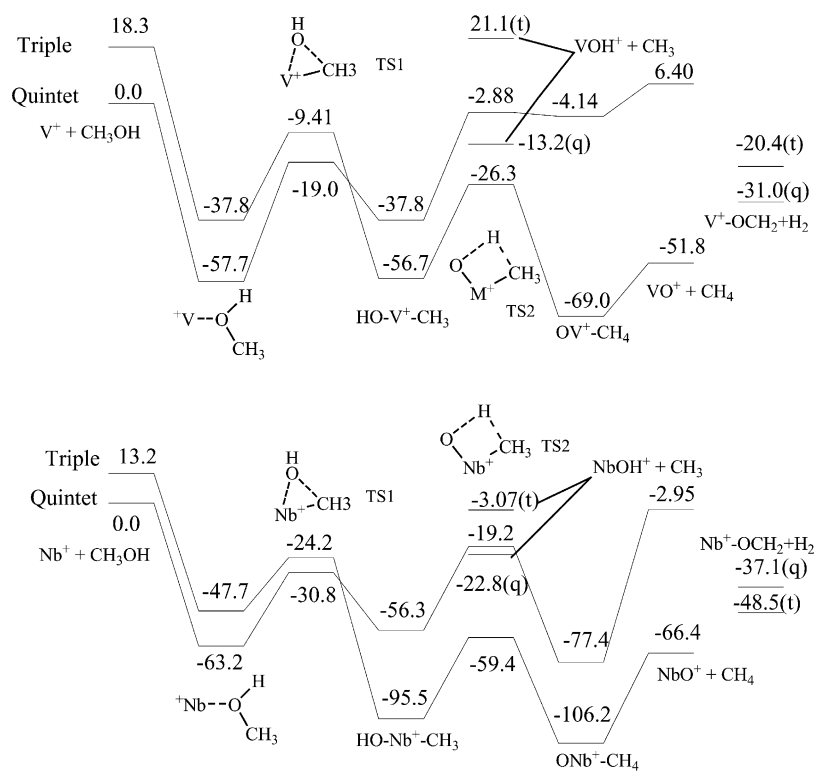 18.3
Triple
Quintet
0.0
V+ + CH3OH
H
O
V+
CH3
TS1
21.1(t)
VOH+ + CH3
-2.88
-4.14
6.40
-9.41
-13.2(q)
-19.0
-26.3
-20.4(t)
-31.0(q)
V+-OCH2+H2
-37.8
-37.8
-57.7
-56.7
H
O
CH3
M+
TS2
-51.8
VO+ + CH4
-69.0
OV+-CH4
+V
O
H
CH3
HO-V+-CH3
H
O
CH3
Nb+
TS2
Triple
13.2
Quintet
0.0
Nb+ + CH3OH
H
O
Nb+
CH3
TS1
NbOH+ + CH3
-3.07(t)
-2.95
-24.2
-19.2
-22.8(q)
-30.8
Nb+-OCH2+H2
-37.1(q)
-48.5(t)
-47.7
-56.3
-63.2
-59.4
-77.4
-66.4
NbO+ + CH4
+Nb
O
H
CH3
-95.5
HO-Nb+-CH3
-106.2
ONb+-CH4